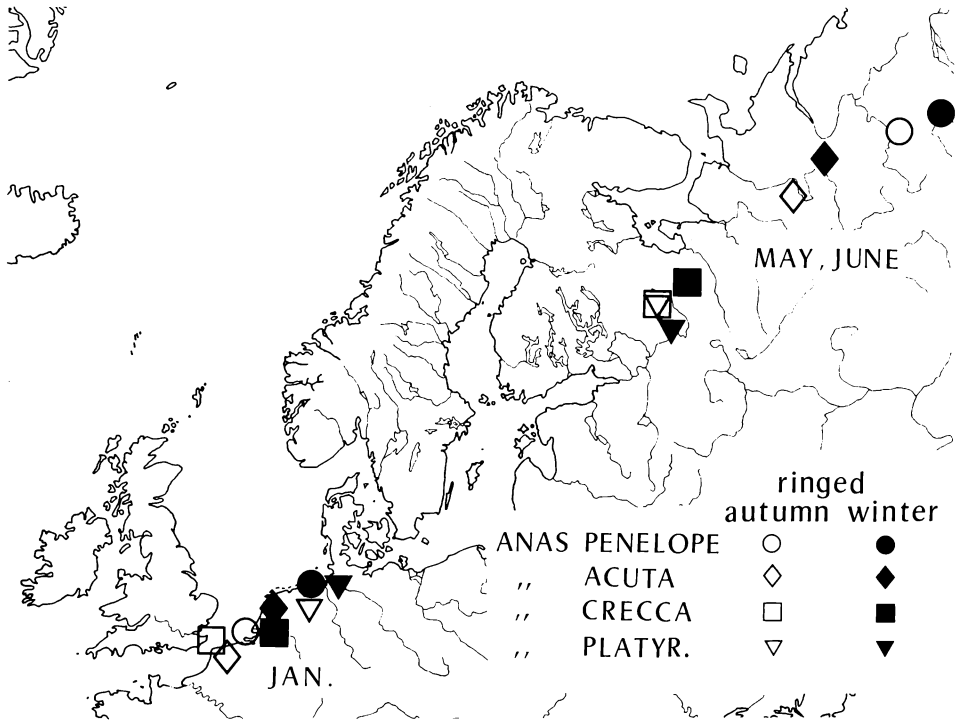 MAY, JUNE
ringed
autumn winter
ANAS PENELOPE
,, ACUTA
,, CRECCA
,, PLATYR.
JAN.